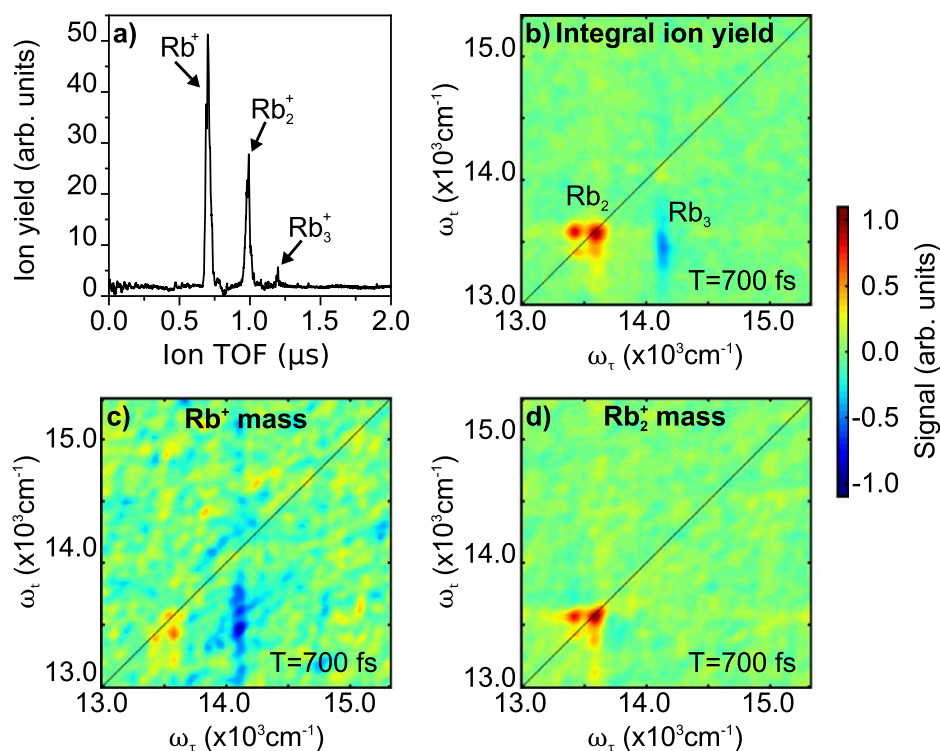 a)
Ion yield (arb. units)
50
40
30
20
10
0
Rb⁺
Rb₂⁺
Rb₃⁺
0.0 0.5 1.0 1.5 2.0
Ion TOF (μs)
b) Integral ion yield
ωₜ (x10³cm⁻¹)
15.0
14.0
13.0
Rb₂
Rb₃
T=700 fs
13.0 14.0 15.0
ω_τ (x10³cm⁻¹)
c) Rb⁺ mass
ωₜ (x10³cm⁻¹)
15.0
14.0
13.0
T=700 fs
13.0 14.0 15.0
ω_τ (x10³cm⁻¹)
d) Rb₂⁺ mass
ωₜ (x10³cm⁻¹)
15.0
14.0
13.0
T=700 fs
13.0 14.0 15.0
ω_τ (x10³cm⁻¹)
1.0
0.5
0.0
-0.5
-1.0
Signal (arb. units)